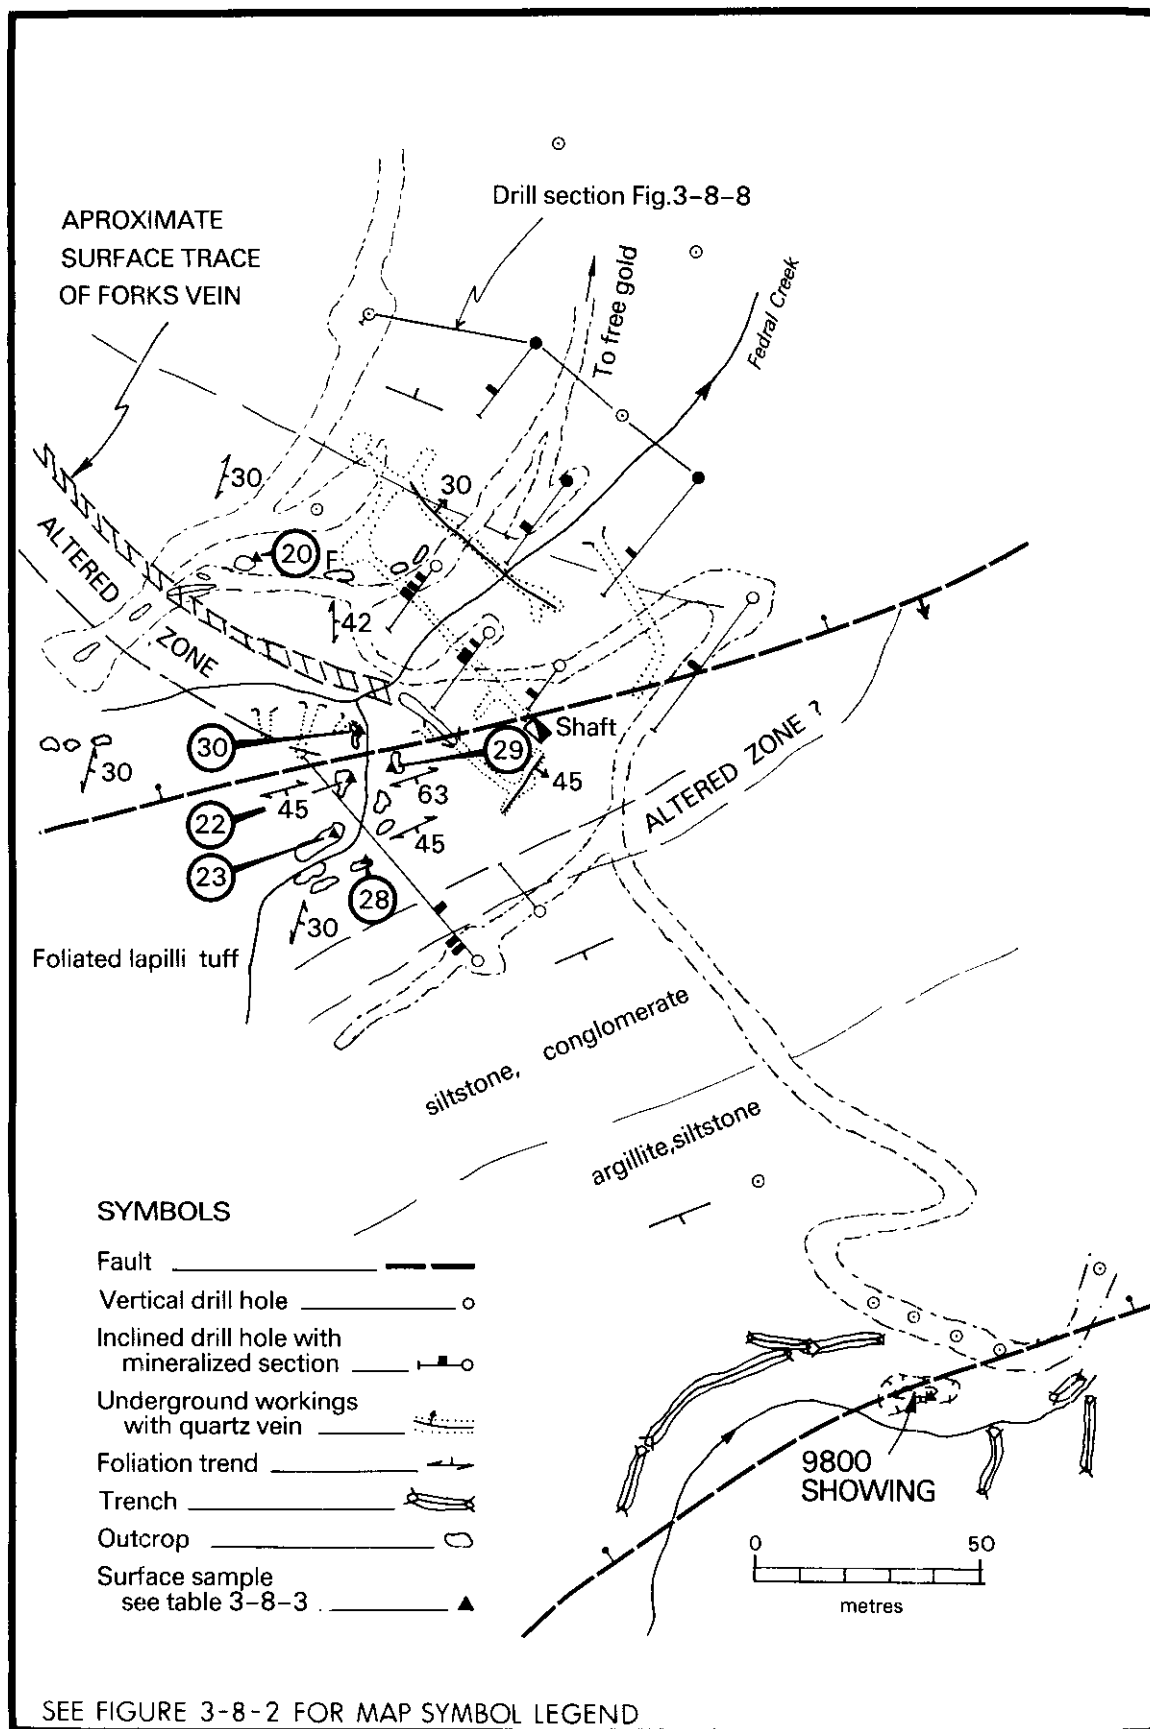 Drill section Fig.3-8-8
APROXIMATE
SURFACE TRACE
OF FORKS VEIN
To free gold
Fedral Creek
30
30
20
F
ALTERED
ZONE
42
30
30
29
Shaft
45
63
45
22
45
23
28
30
ALTERED ZONE ?
Foliated lapilli tuff
siltstone, conglomerate
argillite,siltstone
SYMBOLS
Fault
Vertical drill hole
Inclined drill hole with
mineralized section
Underground workings
with quartz vein
Foliation trend
Trench
Outcrop
Surface sample
see table 3-8-3
9800
SHOWING
0 50
metres
SEE FIGURE 3-8-2 FOR MAP SYMBOL LEGEND